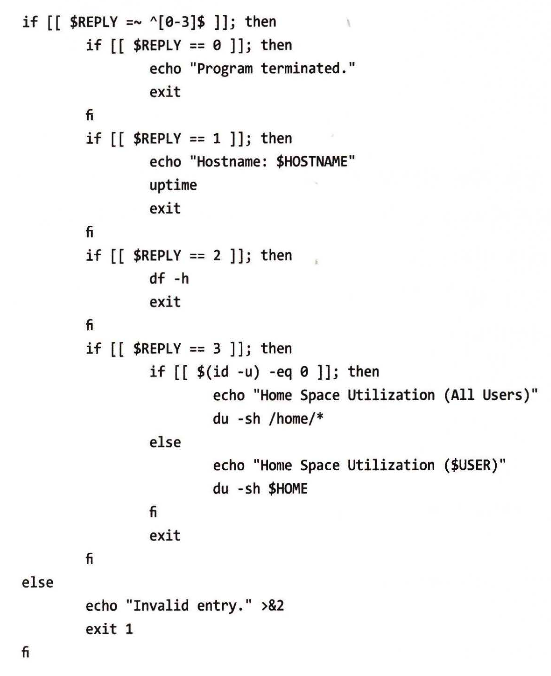 if [[ $REPLY =~ ^[0-3]$ ]]; then
        if [[ $REPLY == 0 ]]; then
                echo "Program terminated."
                exit
        fi
        if [[ $REPLY == 1 ]]; then
                echo "Hostname: $HOSTNAME"
                uptime
                exit
        fi
        if [[ $REPLY == 2 ]]; then
                df -h
                exit
        fi
        if [[ $REPLY == 3 ]]; then
                if [[ $(id -u) -eq 0 ]]; then
                        echo "Home Space Utilization (All Users)"
                        du -sh /home/*
                else
                        echo "Home Space Utilization ($USER)"
                        du -sh $HOME
                fi
                exit
        fi
else
        echo "Invalid entry." >&2
        exit 1
fi